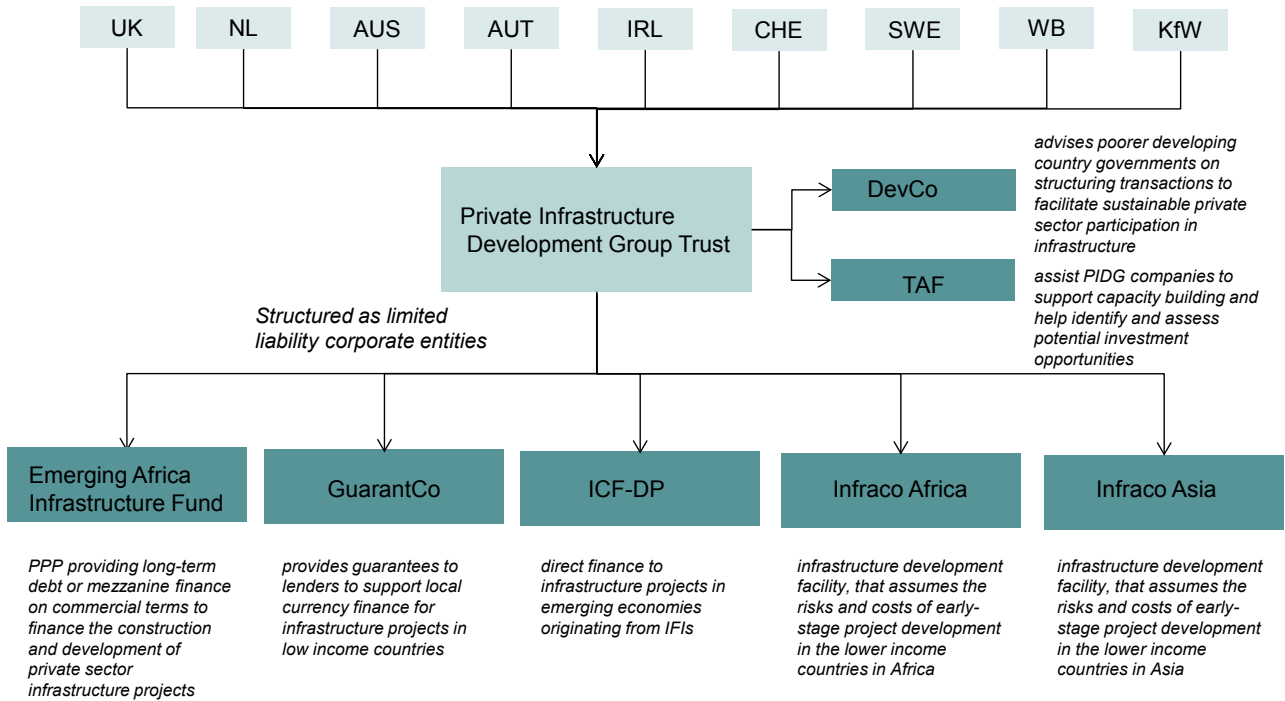 UK
NL
AUS
AUT
IRL
CHE
SWE
WB
KfW
Private Infrastructure
Development Group Trust
DevCo
advises poorer developing
country governments on
structuring transactions to
facilitate sustainable private
sector participation in
infrastructure
TAF
assist PIDG companies to
support capacity building and
help identify and assess
potential investment
opportunities
Structured as limited
liability corporate entities
Emerging Africa
Infrastructure Fund
GuarantCo
ICF-DP
Infraco Africa
Infraco Asia
PPP providing long-term
debt or mezzanine finance
on commercial terms to
finance the construction
and development of
private sector
infrastructure projects
provides guarantees to
lenders to support local
currency finance for
infrastructure projects in
low income countries
direct finance to
infrastructure projects in
emerging economies
originating from IFIs
infrastructure development
facility, that assumes the
risks and costs of early-
stage project development
in the lower income
countries in Africa
infrastructure development
facility, that assumes the
risks and costs of early-
stage project development
in the lower income
countries in Asia